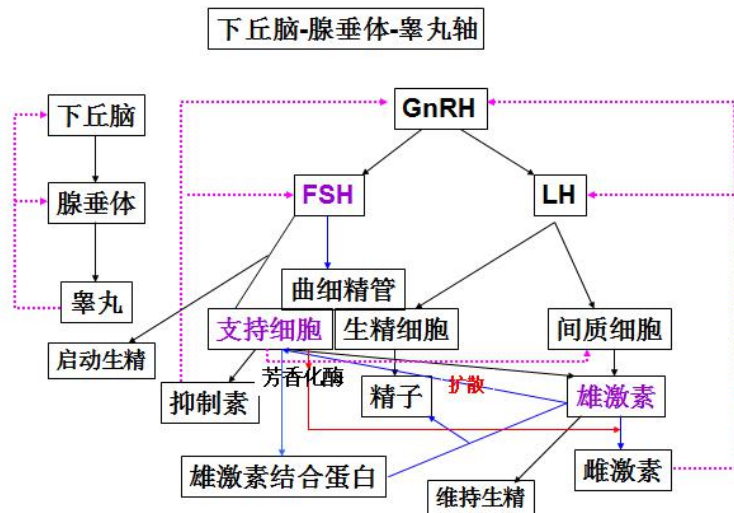 下丘脑-腺垂体-睾丸轴
下丘脑
GnRH
腺垂体
FSH
LH
睾丸
曲细精管
支持细胞
生精细胞
间质细胞
启动生精
芳香化酶
扩散
抑制素
精子
雄激素
雄激素结合蛋白
维持生精
雌激素